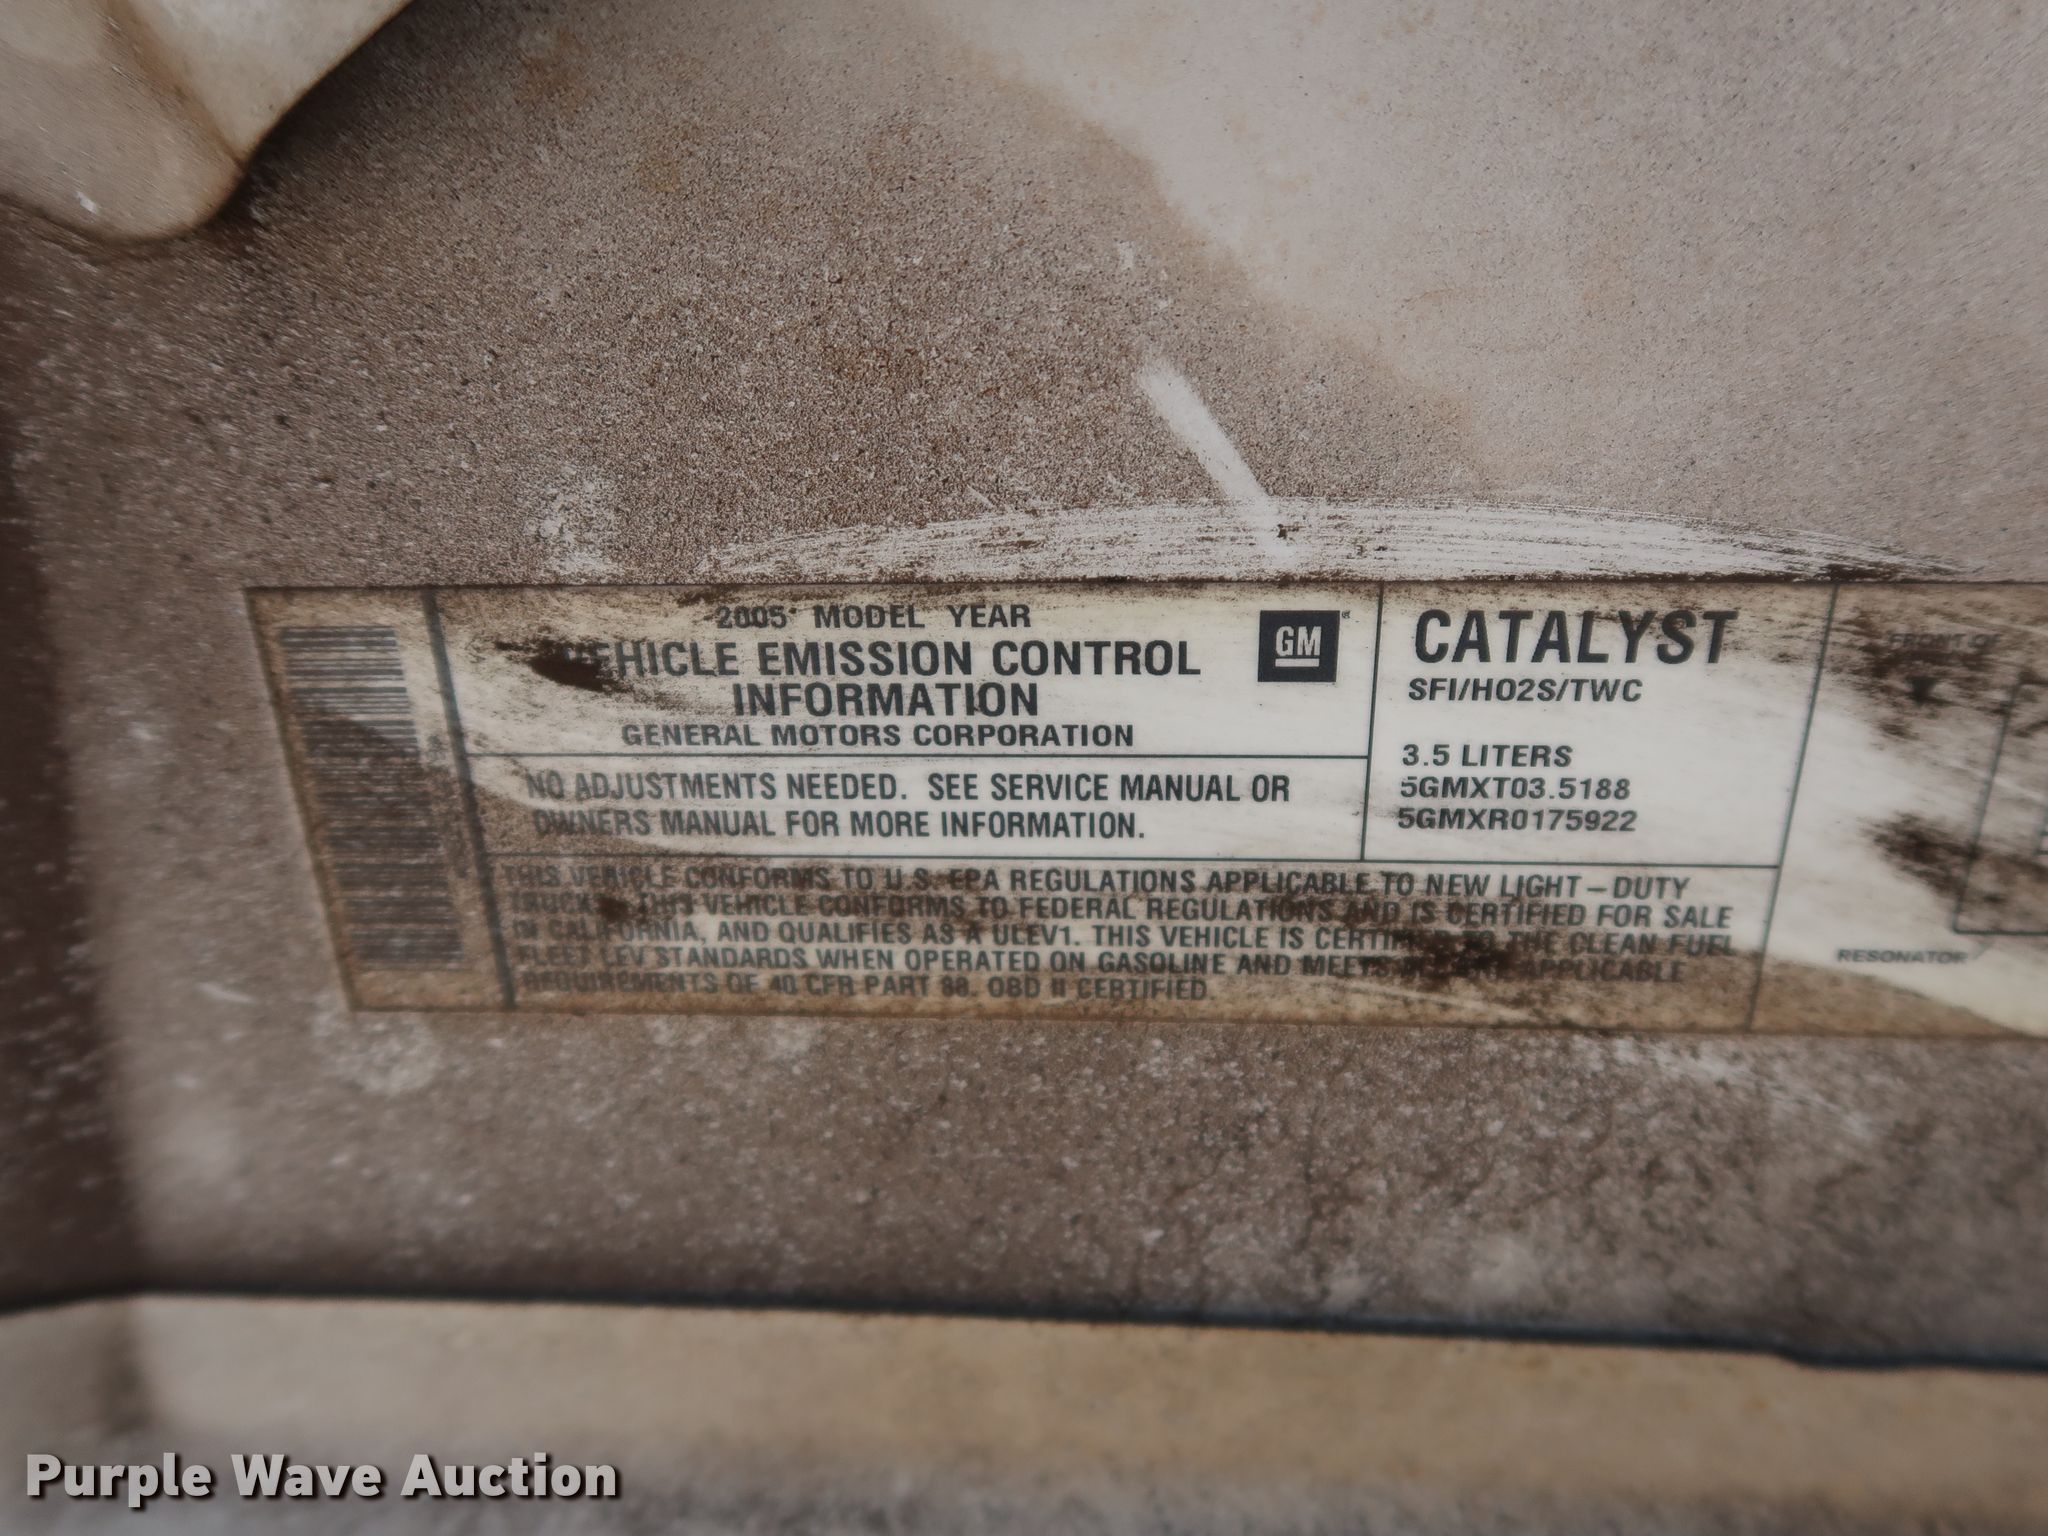 2005 MODEL YEAR
VEHICLE EMISSION CONTROL
INFORMATION
GENERAL MOTORS CORPORATION
GM
NO ADJUSTMENTS NEEDED. SEE SERVICE MANUAL OR
OWNERS MANUAL FOR MORE INFORMATION.
CATALYST
SFI/HO2S/TWC
3.5 LITERS
5GMXT03.5188
5GMXR0175922
THIS VEHICLE CONFORMS TO U.S. EPA REGULATIONS APPLICABLE TO NEW LIGHT-DUTY
TRUCKS. THIS VEHICLE CONFORMS TO FEDERAL REGULATIONS AND IS CERTIFIED FOR SALE
IN CALIFORNIA, AND QUALIFIES AS A ULEV1. THIS VEHICLE IS CERTIFIED TO THE CLEAN FUEL
FLEET LEV STANDARDS WHEN OPERATED ON GASOLINE AND MEETS APPLICABLE
REQUIREMENTS OF 40 CFR PART 88. OBD II CERTIFIED.
FRONT OF
RESONATOR
Purple Wave Auction